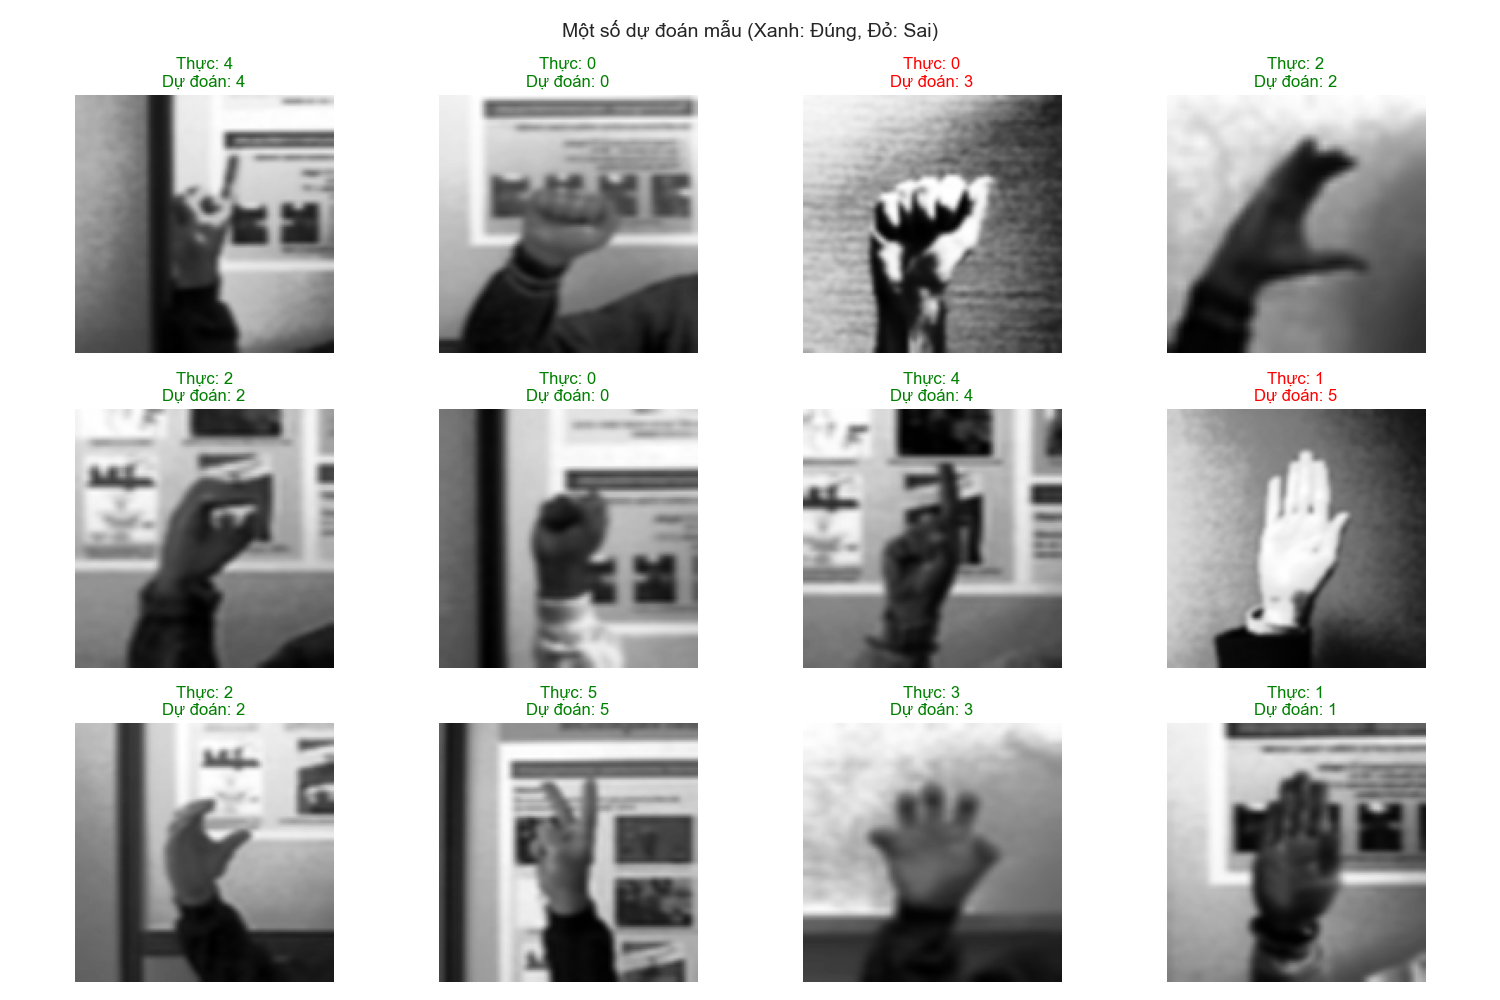 Một số dự đoán mẫu (Xanh: Đúng, Đỏ: Sai)
Thực: 4
Dự đoán: 4
Thực: 0
Dự đoán: 0
Thực: 0
Dự đoán: 3
Thực: 2
Dự đoán: 2
Thực: 2
Dự đoán: 2
Thực: 0
Dự đoán: 0
Thực: 4
Dự đoán: 4
Thực: 1
Dự đoán: 5
Thực: 2
Dự đoán: 2
Thực: 5
Dự đoán: 5
Thực: 3
Dự đoán: 3
Thực: 1
Dự đoán: 1